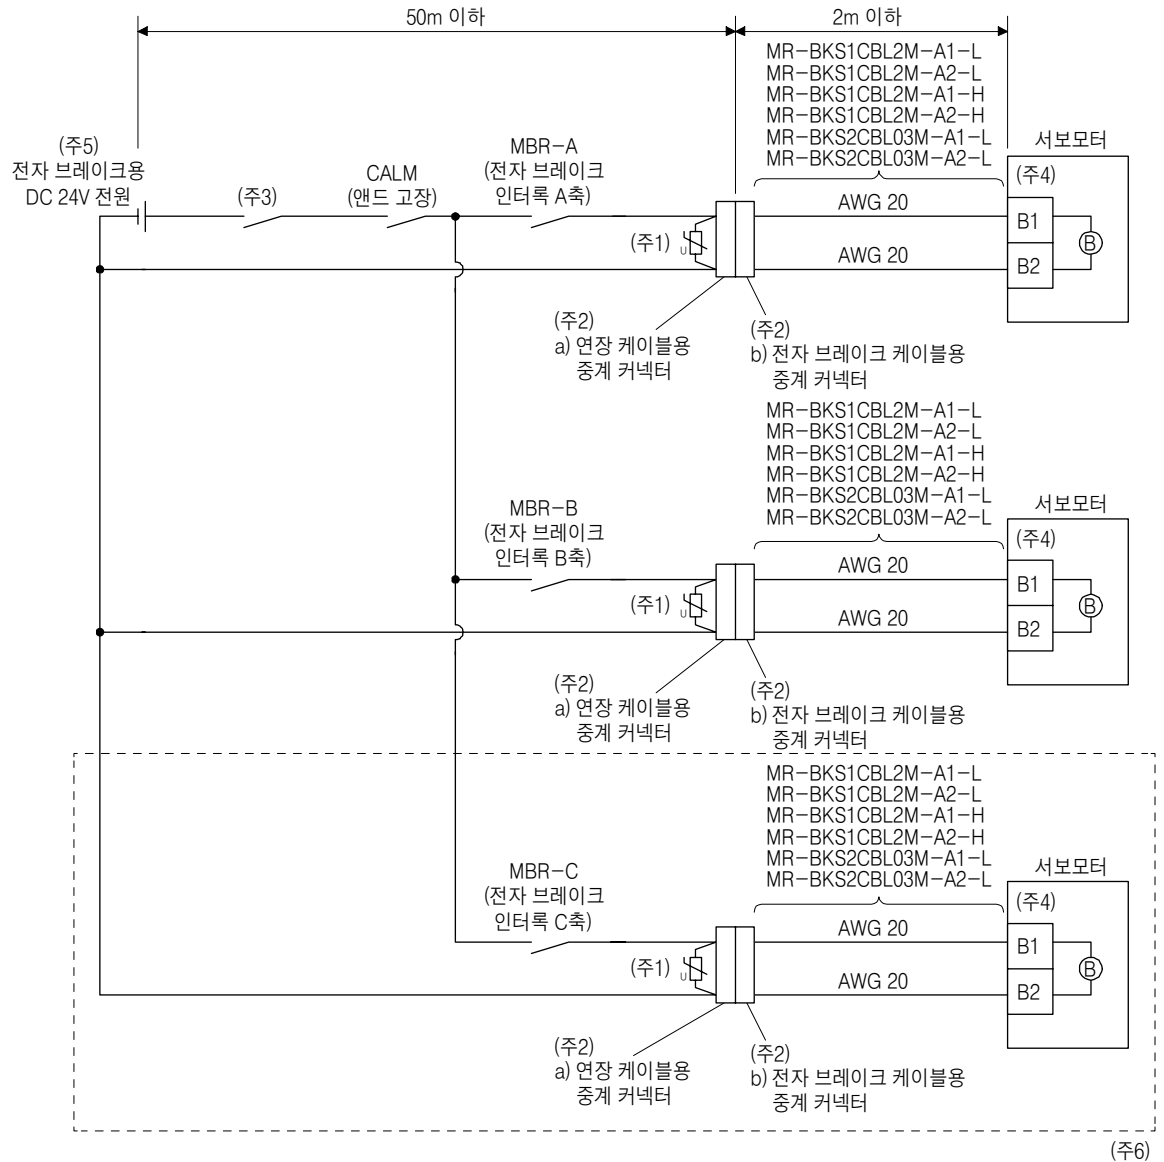 50m 이하
2m 이하
MR-BKS1CBL2M-A1-L
MR-BKS1CBL2M-A2-L
MR-BKS1CBL2M-A1-H
MR-BKS1CBL2M-A2-H
MR-BKS2CBL03M-A1-L
MR-BKS2CBL03M-A2-L
(주5)
전자 브레이크용
DC 24V 전원
(주3)
CALM
(앤드 고장)
MBR-A
(전자 브레이크
인터록 A축)
서보모터
(주4)
AWG 20
B1
(주1)
U
B
AWG 20
B2
(주2)
a) 연장 케이블용
중계 커넥터
(주2)
b) 전자 브레이크 케이블용
중계 커넥터
MR-BKS1CBL2M-A1-L
MR-BKS1CBL2M-A2-L
MR-BKS1CBL2M-A1-H
MR-BKS1CBL2M-A2-H
MR-BKS2CBL03M-A1-L
MR-BKS2CBL03M-A2-L
MBR-B
(전자 브레이크
인터록 B축)
서보모터
(주4)
AWG 20
B1
(주1)
U
B
AWG 20
B2
(주2)
a) 연장 케이블용
중계 커넥터
(주2)
b) 전자 브레이크 케이블용
중계 커넥터
MR-BKS1CBL2M-A1-L
MR-BKS1CBL2M-A2-L
MR-BKS1CBL2M-A1-H
MR-BKS1CBL2M-A2-H
MR-BKS2CBL03M-A1-L
MR-BKS2CBL03M-A2-L
MBR-C
(전자 브레이크
인터록 C축)
서보모터
(주4)
AWG 20
B1
(주1)
U
B
AWG 20
B2
(주2)
a) 연장 케이블용
중계 커넥터
(주2)
b) 전자 브레이크 케이블용
중계 커넥터
(주6)